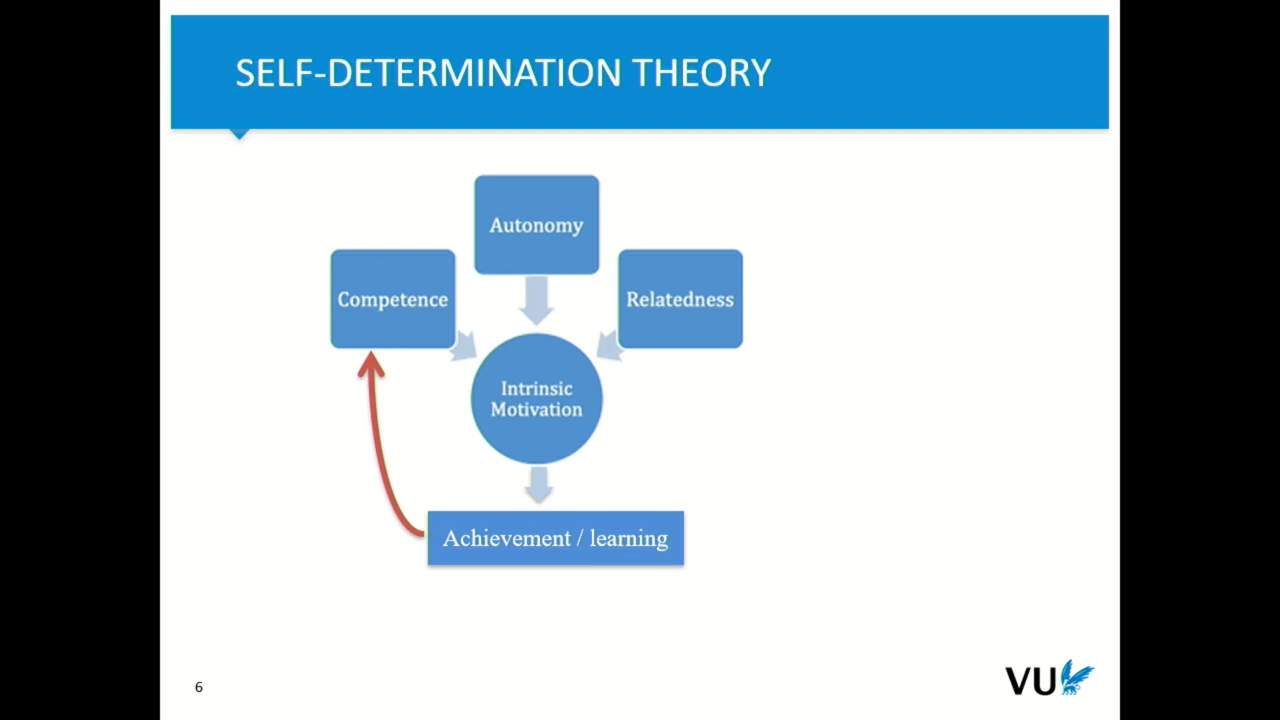 SELF-DETERMINATION THEORY
Autonomy
Competence
Relatedness
Intrinsic
Motivation
Achievement / learning
6
VU